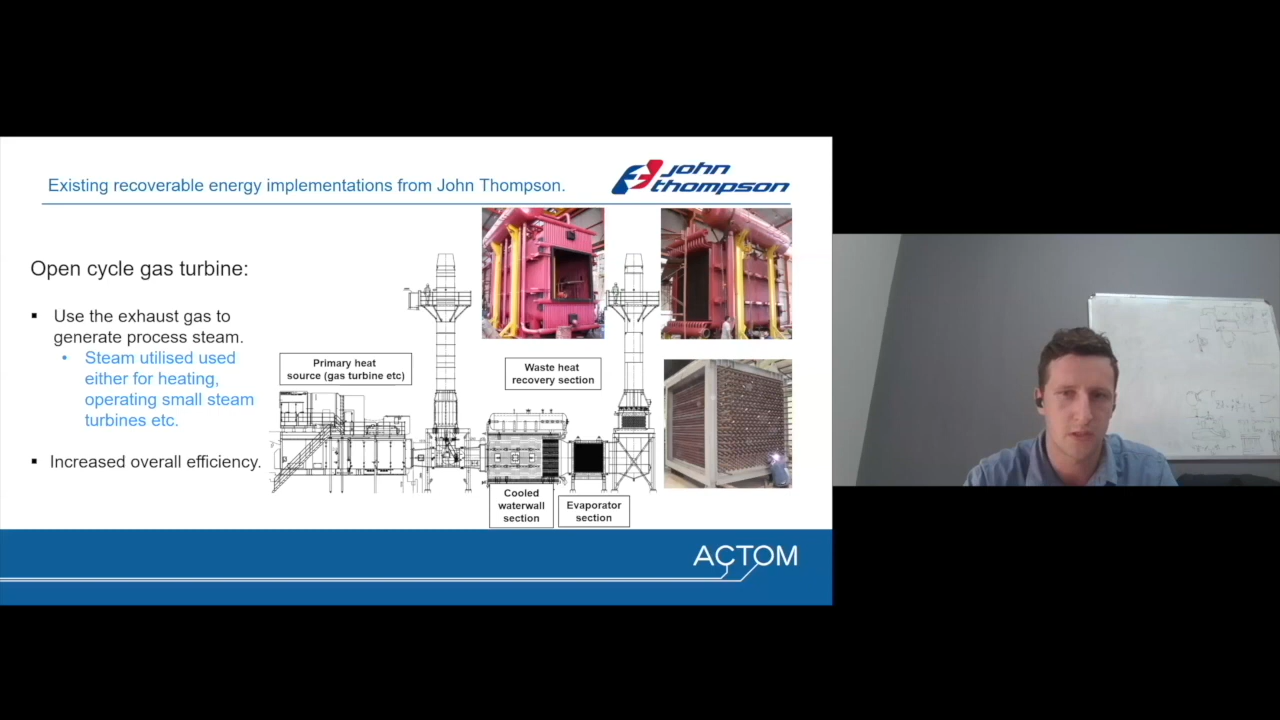 Existing recoverable energy implementations from John Thompson.
john
thompson
Open cycle gas turbine:
Use the exhaust gas to
generate process steam.
Steam utilised used
either for heating,
operating small steam
turbines etc.
Increased overall efficiency.
Primary heat
source (gas turbine etc)
Waste heat
recovery section
Cooled
waterwall
section
Evaporator
section
ACTOM